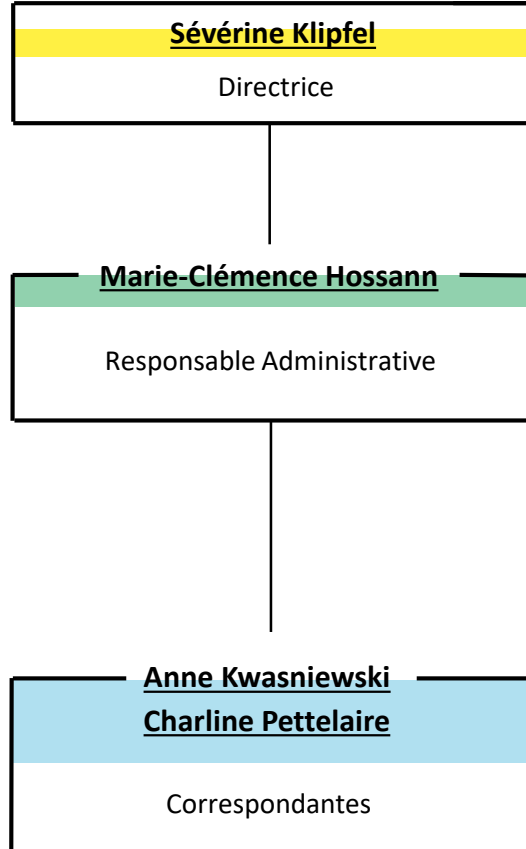 Sévérine Klipfel
Directrice
Marie-Clémence Hossann
Responsable Administrative
Anne Kwasniewski
Charline Pettelaire
Correspondantes